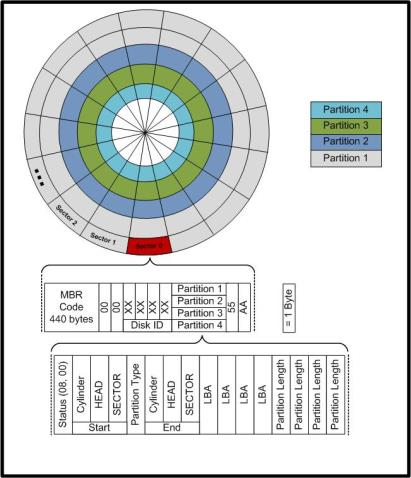 Partition 4
Partition 3
Partition 2
Partition 1
Sector 2
Sector 1
Sector 0
MBR
Code
440 bytes
00
00
XX
XX
XX
XX
Disk ID
Partition 1
Partition 2
Partition 3
Partition 4
55
AA
= 1 Byte
Status (08, 00)
Cylinder
HEAD
SECTOR
Start
Partition Type
Cylinder
HEAD
SECTOR
End
LBA
LBA
LBA
LBA
Partition Length
Partition Length
Partition Length
Partition Length